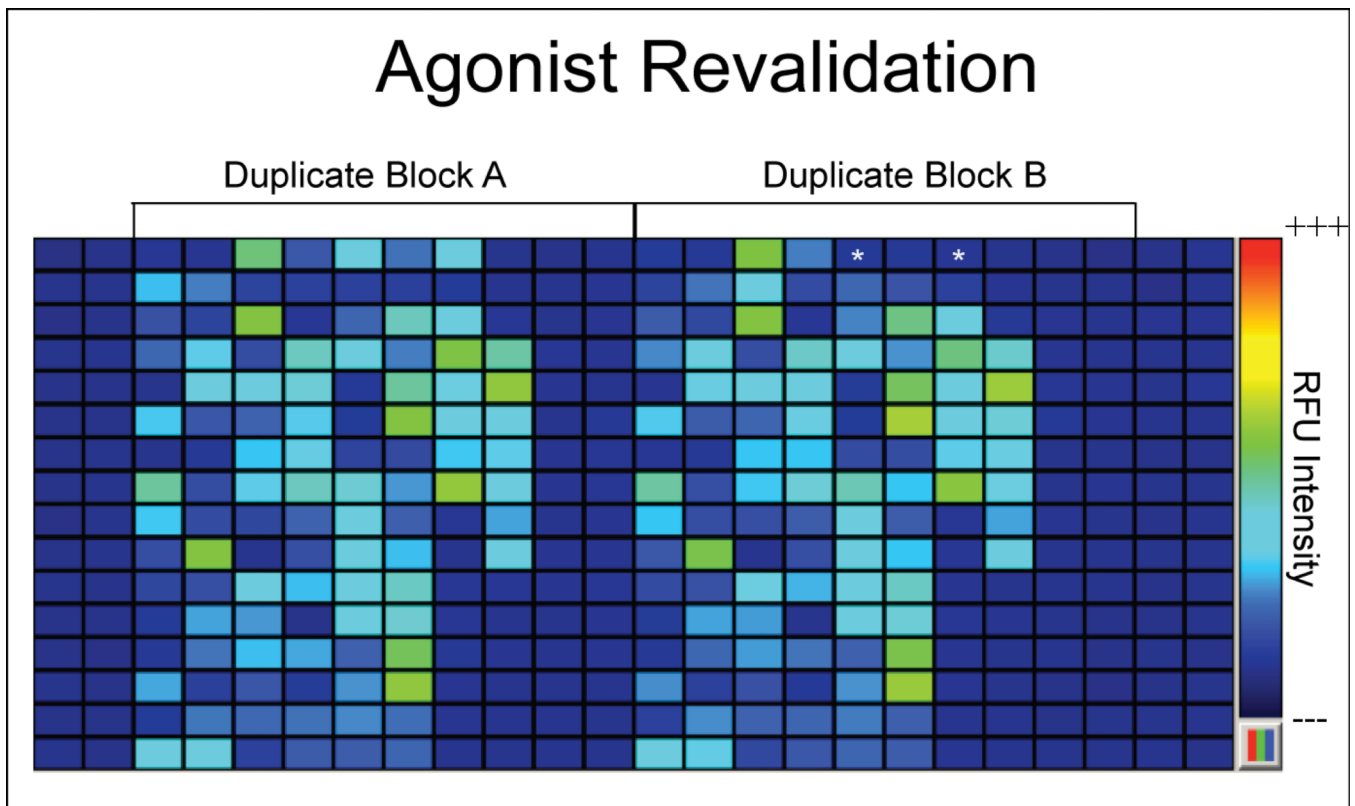 Agonist Revalidation
Duplicate Block A
Duplicate Block B
+++
* *
RFU Intensity
---